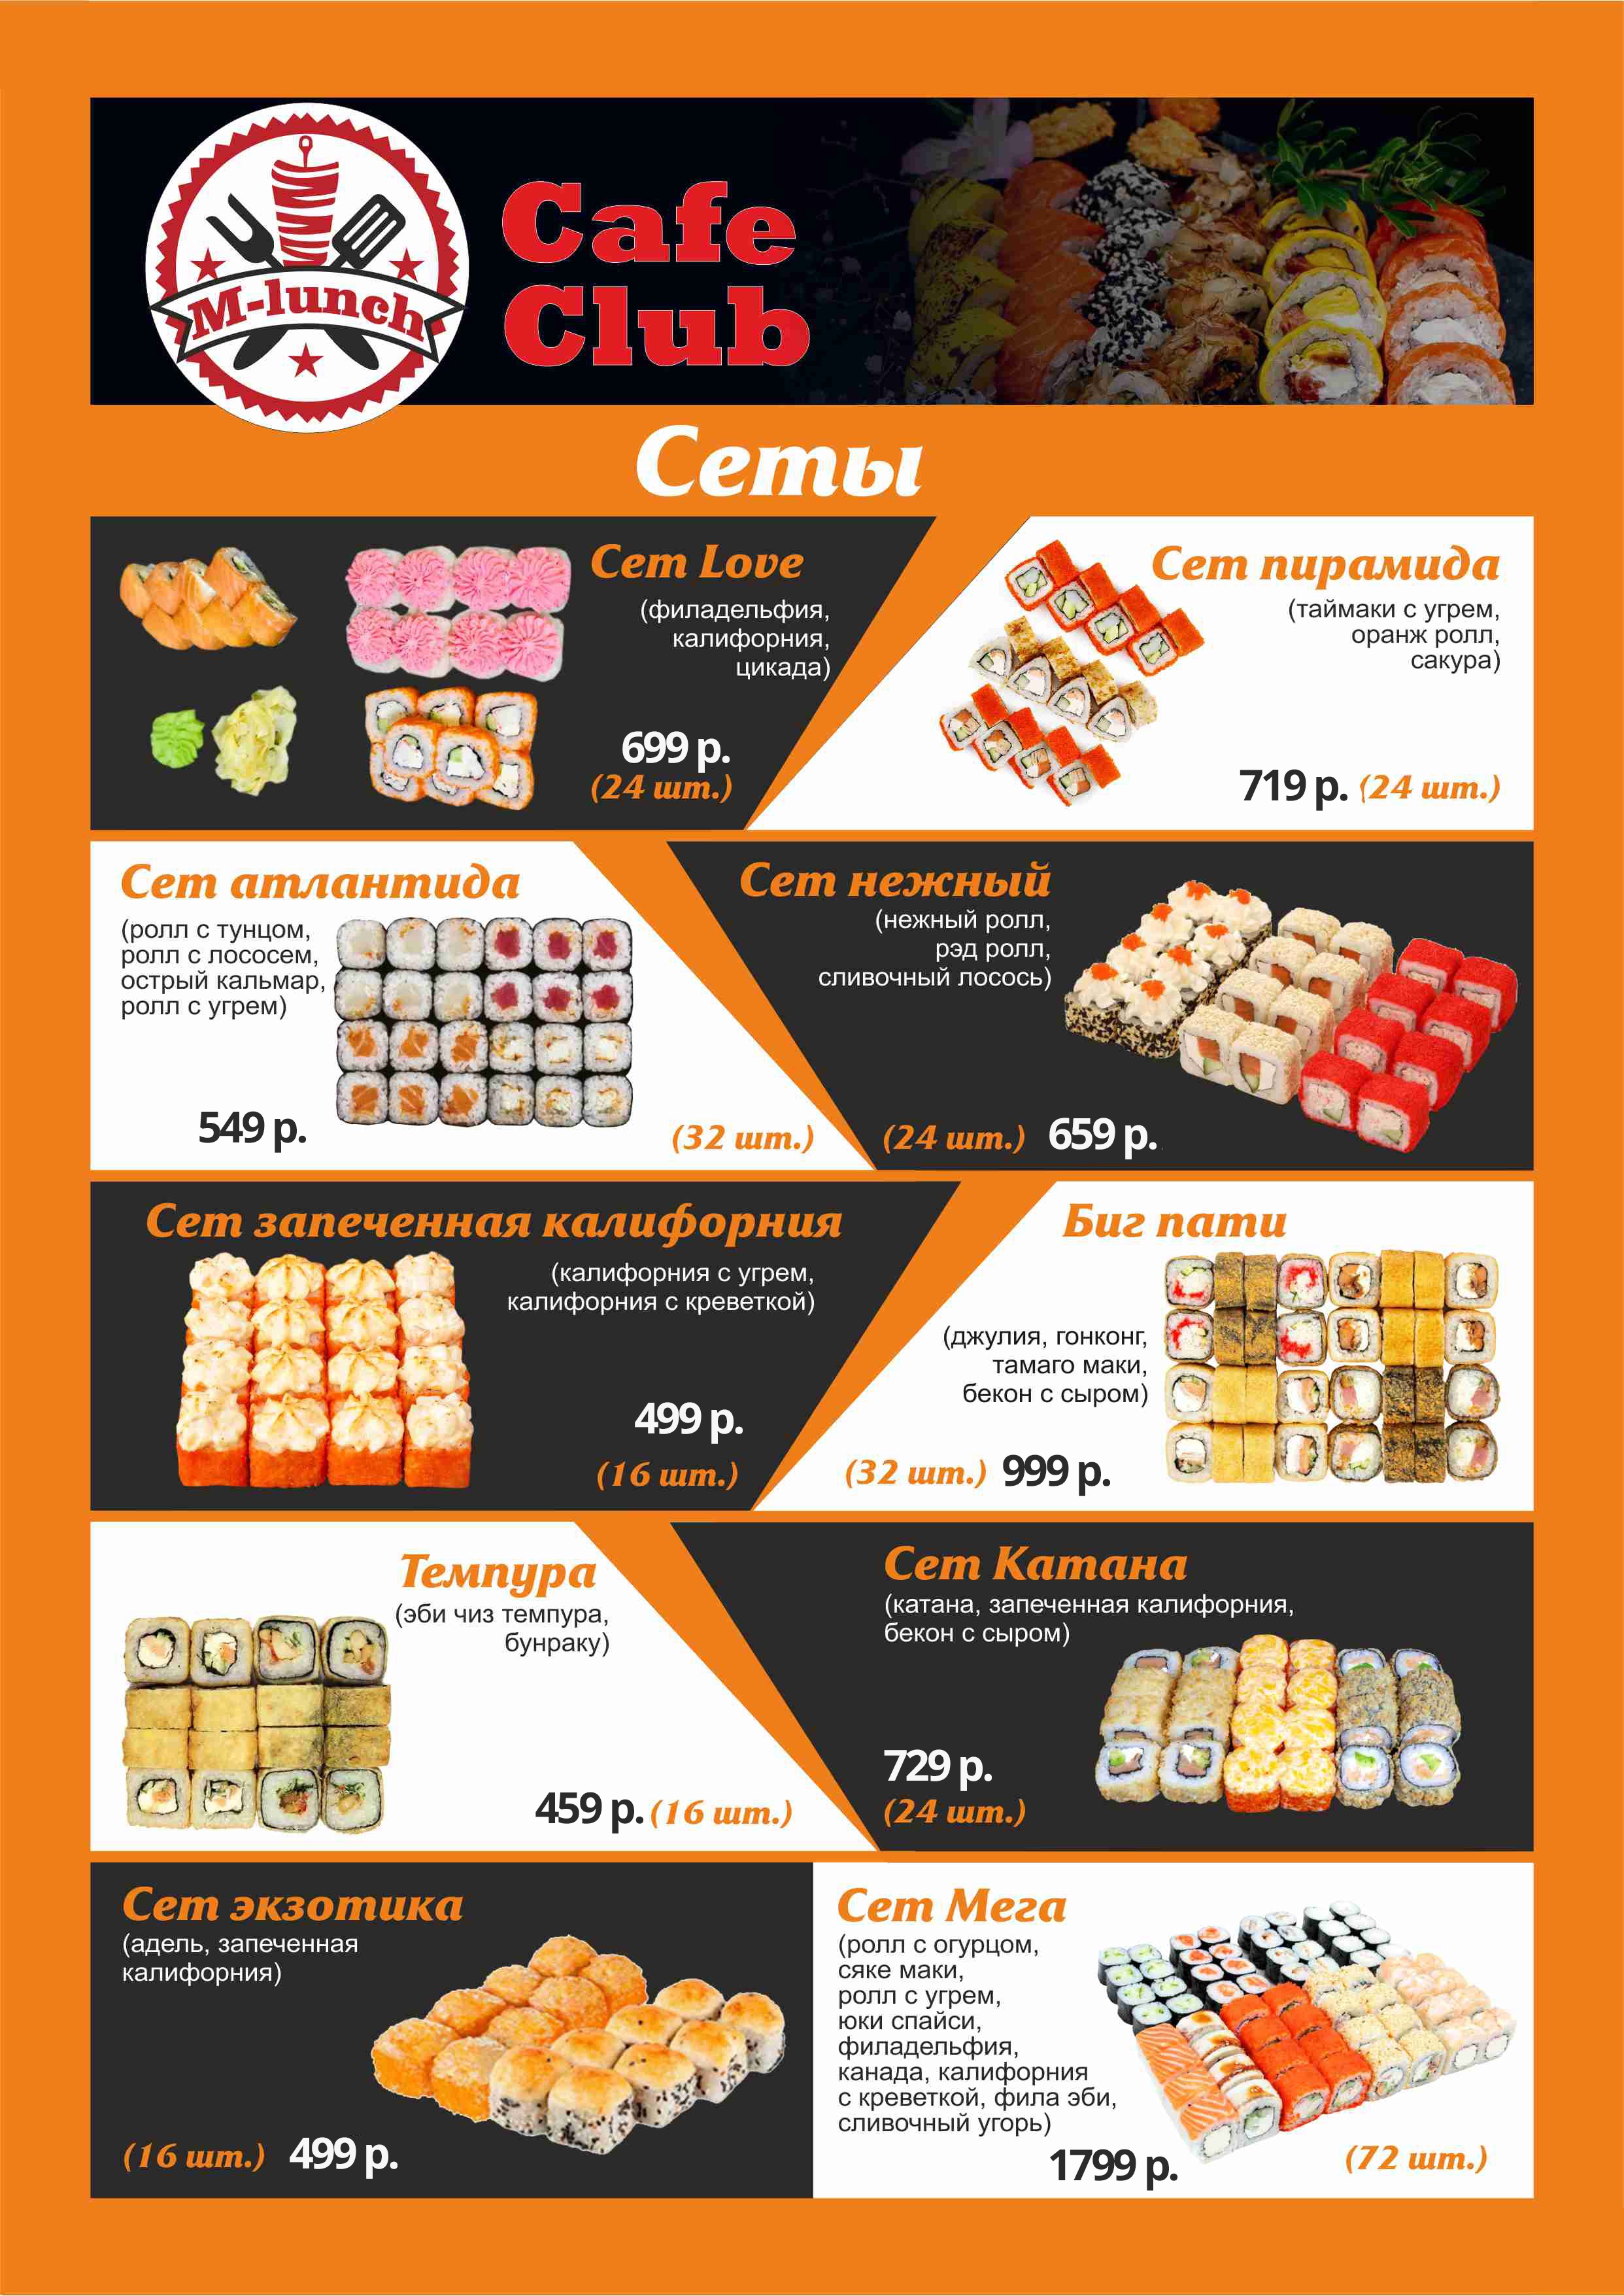 M-lunch
Cafe
Club
Сеты
Сет Love
(филадельфия,
калифорния,
цикада)
699 р.
(24 шт.)
Сет пирамида
(таймаки с угрем,
оранж ролл,
сакура)
719 р. (24 шт.)
Сет атлантида
(ролл с тунцом,
ролл с лососем,
острый кальмар,
ролл с угрем)
549 р.
(32 шт.)
Сет нежный
(нежный ролл,
рэд ролл,
сливочный лосось)
(24 шт.) 659 р.
Сет запеченная калифорния
(калифорния с угрем,
калифорния с креветкой)
499 р.
(16 шт.)
Биг пати
(джулия, гонконг,
тамаго маки,
бекон с сыром)
(32 шт.) 999 р.
Темпура
(эби чиз темпура,
бунраку)
459 р. (16 шт.)
Сет Катана
(катана, запеченная калифорния,
бекон с сыром)
729 р.
(24 шт.)
Сет экзотика
(адель, запеченная
калифорния)
(16 шт.) 499 р.
Сет Мега
(ролл с огурцом,
сяке маки,
ролл с угрем,
юки спайси,
филадельфия,
канада, калифорния
с креветкой, фила эби,
сливочный угорь)
1799 р.
(72 шт.)